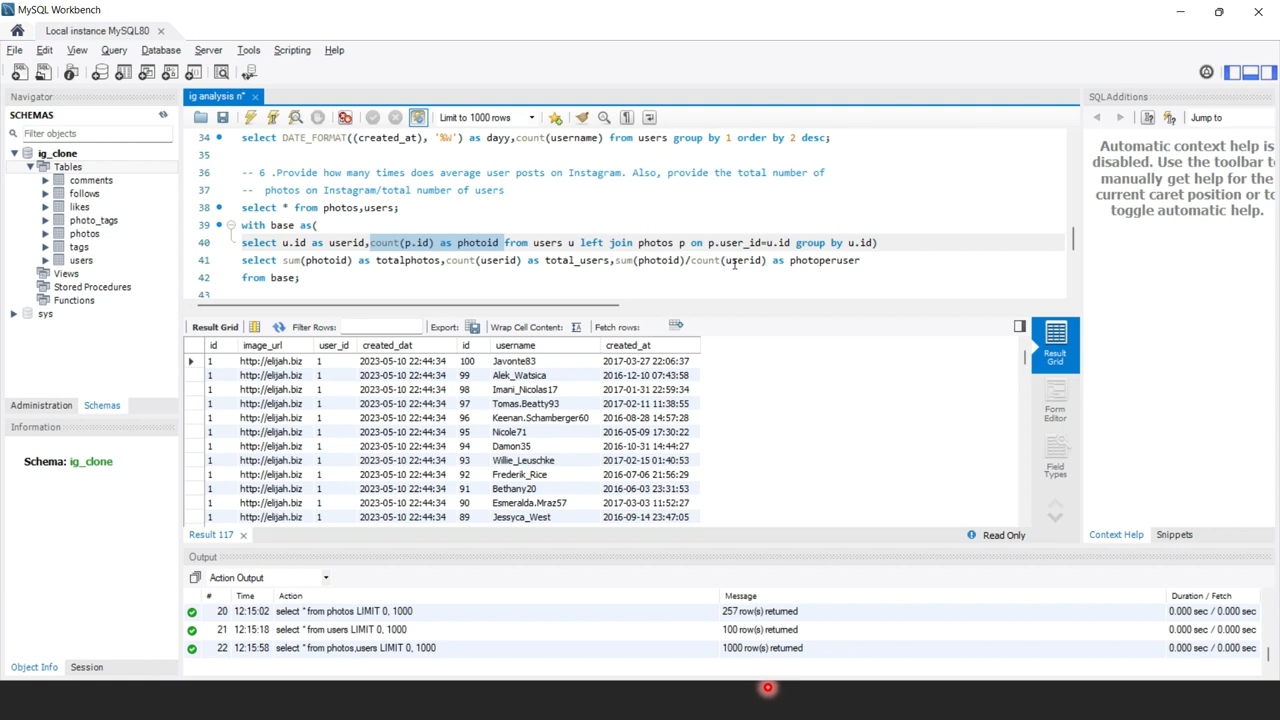 MySQL Workbench
Local instance MySQL80
File Edit View Query Database Server Tools Scripting Help
Navigator
SCHEMAS
Filter objects
ig_clone
Tables
comments
follows
likes
photo_tags
photos
tags
users
Views
Stored Procedures
Functions
sys
Administration Schemas
Information
Schema: ig_clone
Object Info Session
ig analysis n*
Limit to 1000 rows
34 select DATE_FORMAT((created_at), '%W') as dayy,count(username) from users group by 1 order by 2 desc;
35
36 -- 6 .Provide how many times does average user posts on Instagram. Also, provide the total number of
37 -- photos on Instagram/total number of users
38 select * from photos,users;
39 with base as(
40 select u.id as userid,count(p.id) as photoid from users u left join photos p on p.user_id=u.id group by u.id)
41 select sum(photoid) as totalphotos,count(userid) as total_users,sum(photoid)/count(userid) as photoperuser
42 from base;
43
Result Grid Filter Rows: Export: Wrap Cell Content: Fetch rows:
id image_url user_id created_dat id username created_at
1 http://elijah.biz 1 2023-05-10 22:44:34 100 Javonte83 2017-03-27 22:06:37
1 http://elijah.biz 1 2023-05-10 22:44:34 99 Alek_Watsica 2016-12-10 07:43:58
1 http://elijah.biz 1 2023-05-10 22:44:34 98 Imani_Nicolas17 2017-01-31 22:59:34
1 http://elijah.biz 1 2023-05-10 22:44:34 97 Tomas.Beatty93 2017-02-11 11:38:55
1 http://elijah.biz 1 2023-05-10 22:44:34 96 Keenan.Schamberger60 2016-08-28 14:57:28
1 http://elijah.biz 1 2023-05-10 22:44:34 95 Nicole71 2016-05-09 17:30:22
1 http://elijah.biz 1 2023-05-10 22:44:34 94 Damon35 2016-10-31 14:44:27
1 http://elijah.biz 1 2023-05-10 22:44:34 93 Willie_Leuschke 2017-02-15 01:40:53
1 http://elijah.biz 1 2023-05-10 22:44:34 92 Frederik_Rice 2016-07-06 21:56:29
1 http://elijah.biz 1 2023-05-10 22:44:34 91 Bethany20 2016-06-03 23:31:53
1 http://elijah.biz 1 2023-05-10 22:44:34 90 Esmeralda.Mraz57 2017-03-03 11:52:27
1 http://elijah.biz 1 2023-05-10 22:44:34 89 Jessyca_West 2016-09-14 23:47:05
Result Grid
Form Editor
Field Types
Result 117
Read Only
Output
Action Output
# Time Action Message Duration / Fetch
20 12:15:02 select * from photos LIMIT 0, 1000 257 row(s) returned 0.000 sec / 0.000 sec
21 12:15:18 select * from users LIMIT 0, 1000 100 row(s) returned 0.000 sec / 0.000 sec
22 12:15:58 select * from photos,users LIMIT 0, 1000 1000 row(s) returned 0.000 sec / 0.000 sec
SQLAdditions
Jump to
Automatic context help is
disabled. Use the toolbar to
manually get help for the
current caret position or to
toggle automatic help.
Context Help Snippets